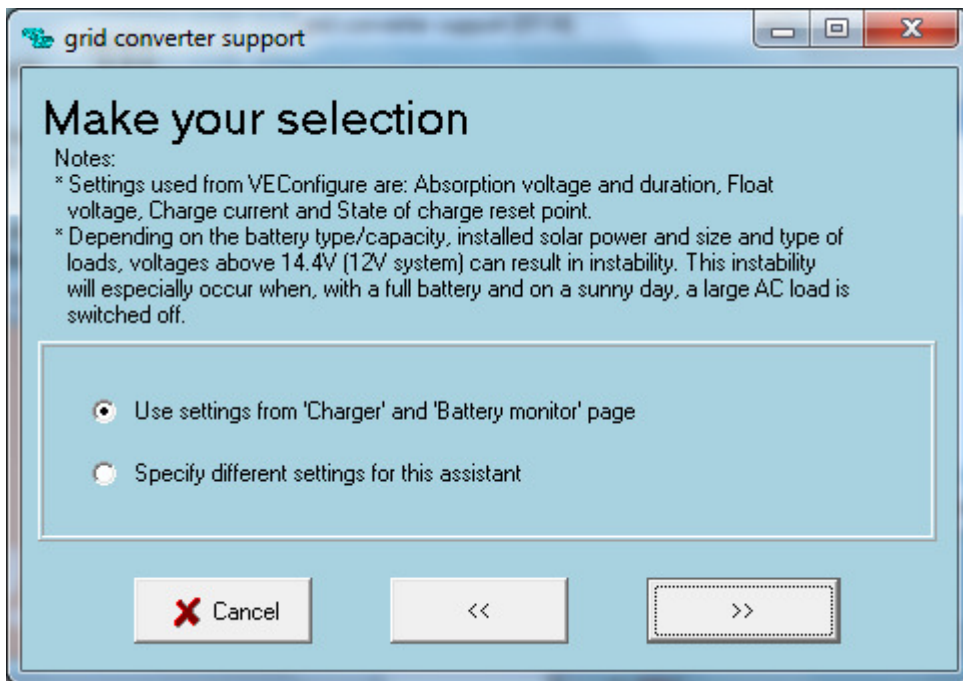 grid converter support
Make your selection
Notes:
* Settings used from VEConfigure are: Absorption voltage and duration, Float
voltage, Charge current and State of charge reset point.
* Depending on the battery type/capacity, installed solar power and size and type of
loads, voltages above 14.4V (12V system) can result in instability. This instability
will especially occur when, with a full battery and on a sunny day, a large AC load is
switched off.
Use settings from 'Charger' and 'Battery monitor' page
Specify different settings for this assistant
Cancel << >>